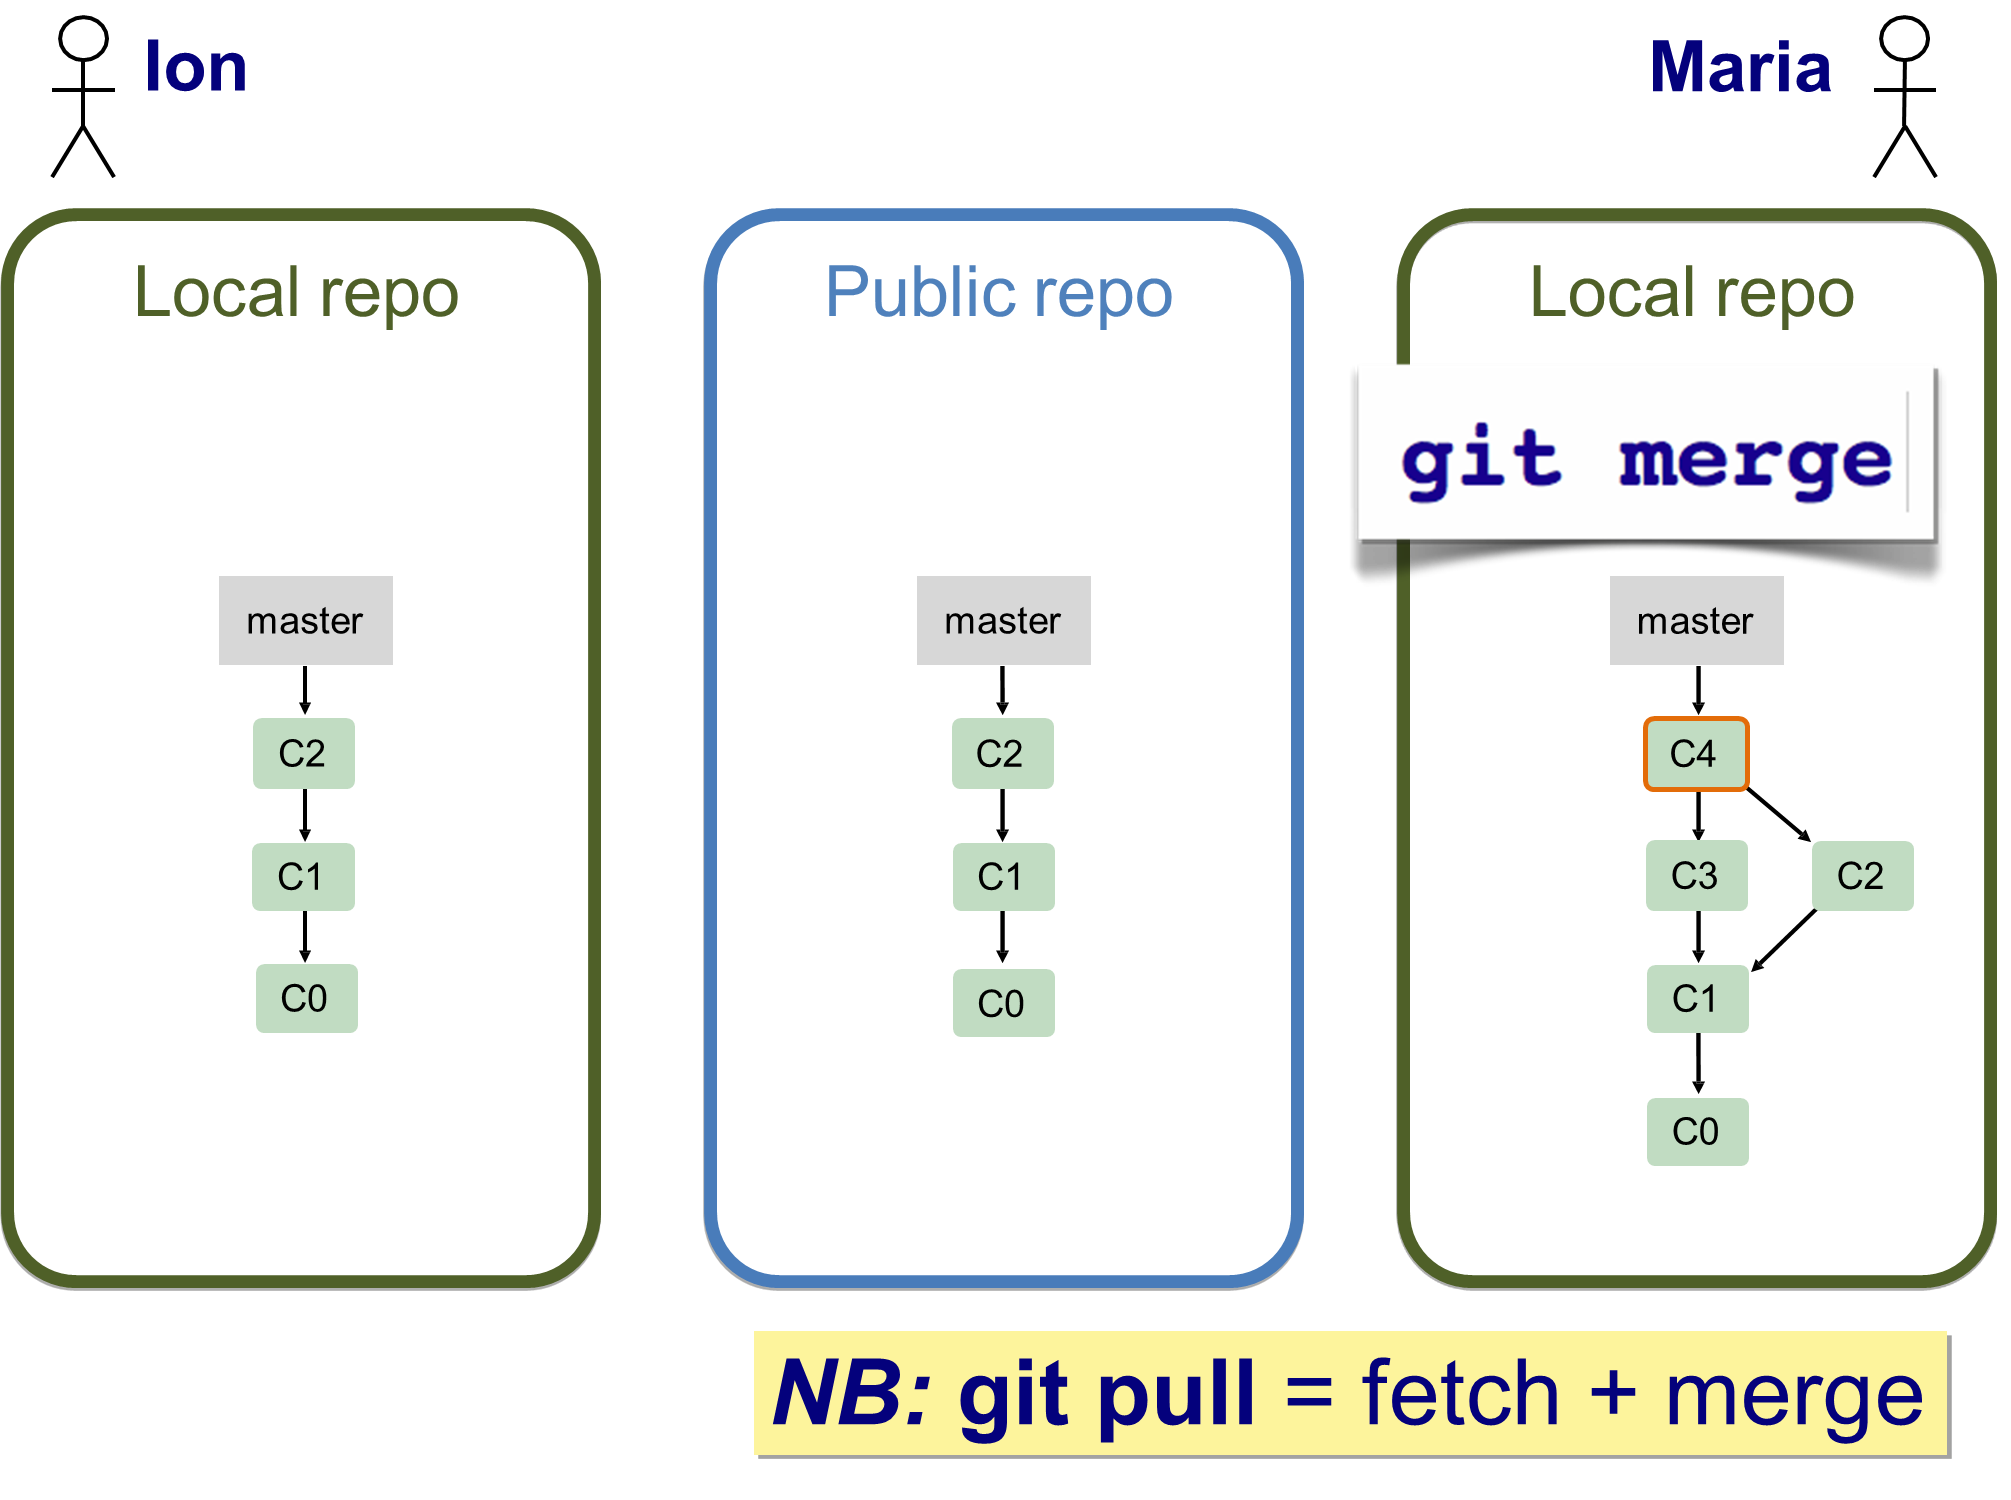 Ion
Maria
Local repo
Public repo
Local repo
git merge
master
master
master
C2
C2
C4
C1
C1
C3
C2
C0
C0
C1
C0
NB: git pull = fetch + merge